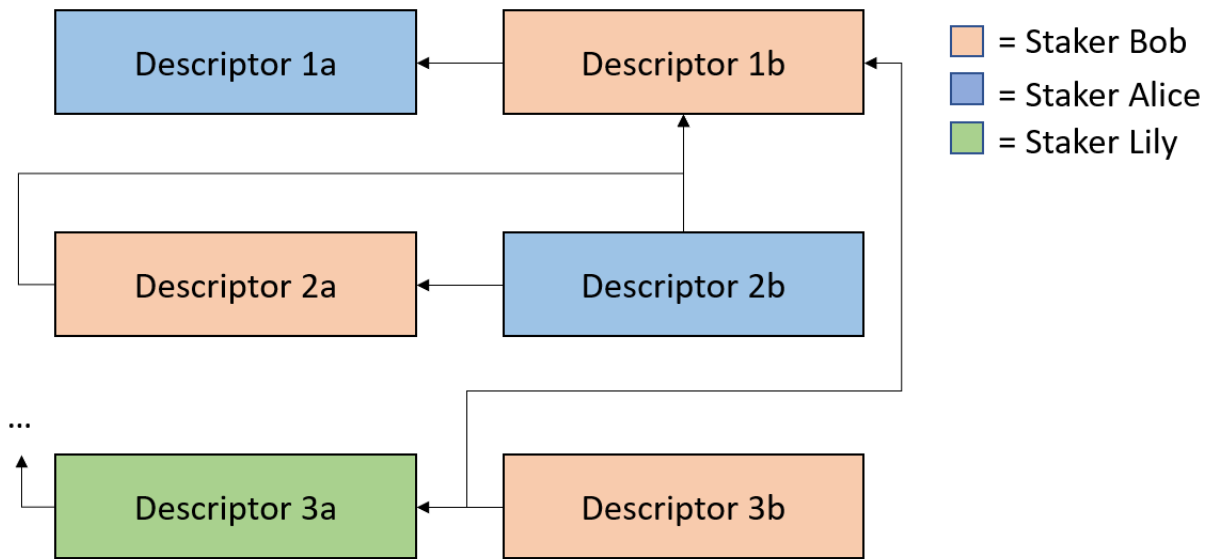 Descriptor 1a
Descriptor 1b
= Staker Bob
= Staker Alice
= Staker Lily
Descriptor 2a
Descriptor 2b
...
Descriptor 3a
Descriptor 3b